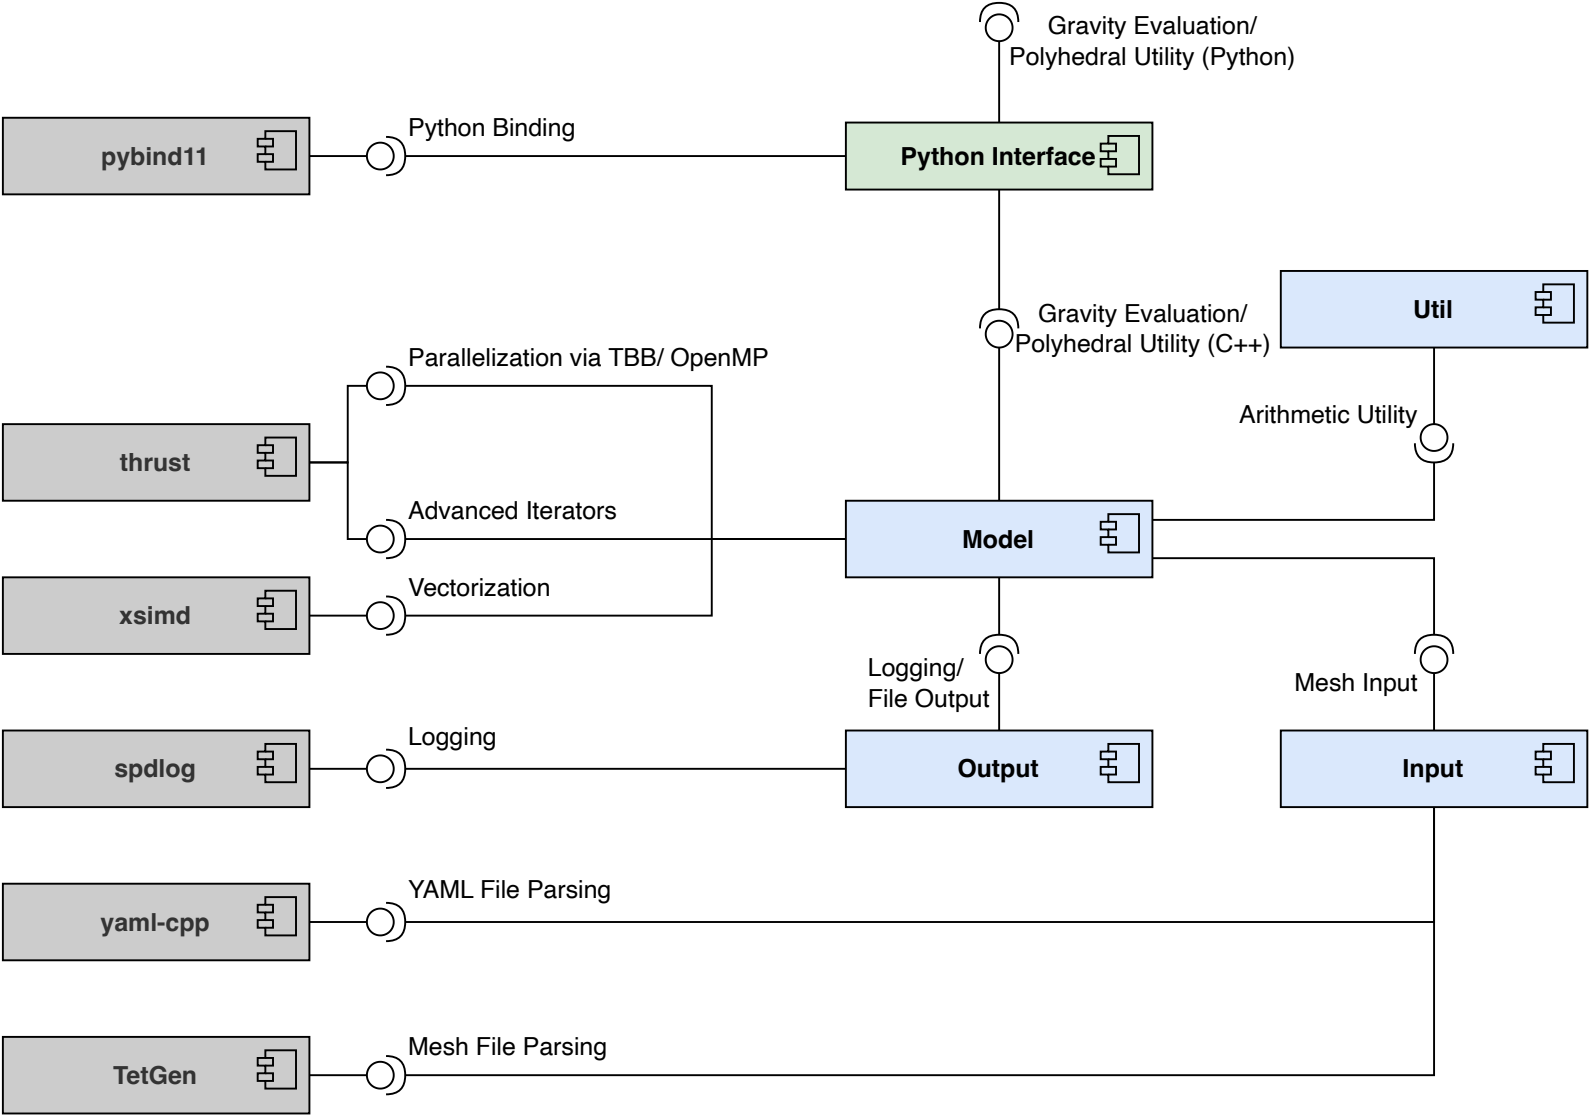 Gravity Evaluation/
Polyhedral Utility (Python)
Python Binding
pybind11
Python Interface
Util
Gravity Evaluation/
Polyhedral Utility (C++)
Parallelization via TBB/ OpenMP
Arithmetic Utility
thrust
Advanced Iterators
Model
Vectorization
xsimd
Logging/
File Output
Mesh Input
Logging
spdlog
Output
Input
YAML File Parsing
yaml-cpp
Mesh File Parsing
TetGen